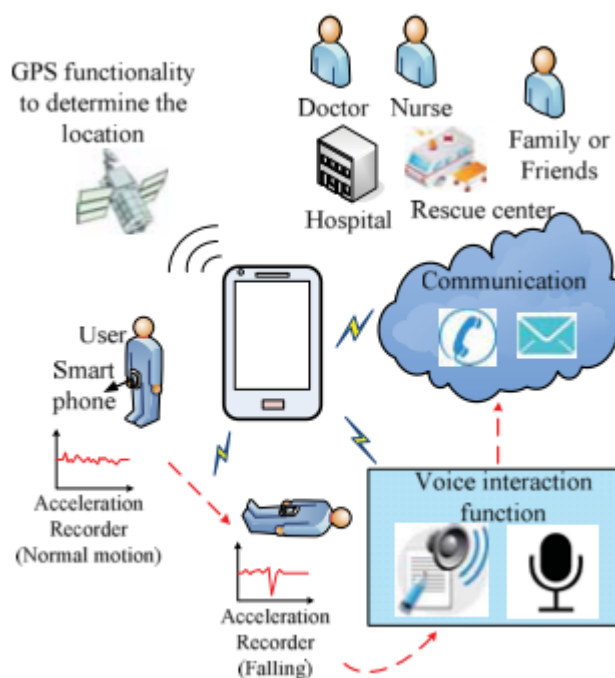 GPS functionality
to determine the
location
Doctor
Nurse
Family or
Friends
Hospital
Rescue center
Communication
User
Smart
phone
Acceleration
Recorder
(Normal motion)
Voice interaction
function
Acceleration
Recorder
(Falling)